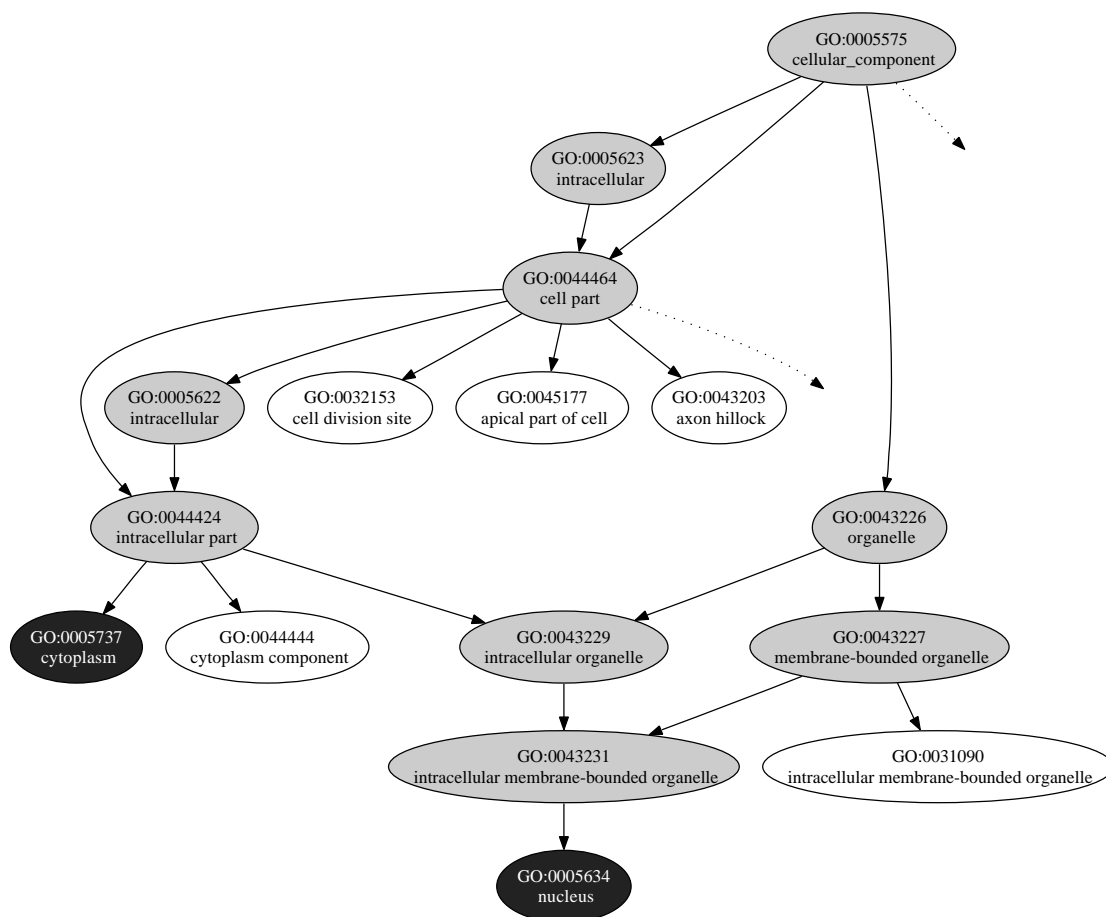 GO:0005575
cellular_component
GO:0005623
intracellular
GO:0044464
cell part
GO:0005622
intracellular
GO:0032153
cell division site
GO:0045177
apical part of cell
GO:0043203
axon hillock
GO:0044424
intracellular part
GO:0043226
organelle
GO:0005737
cytoplasm
GO:0044444
cytoplasm component
GO:0043229
intracellular organelle
GO:0043227
membrane-bounded organelle
GO:0043231
intracellular membrane-bounded organelle
GO:0031090
intracellular membrane-bounded organelle
GO:0005634
nucleus